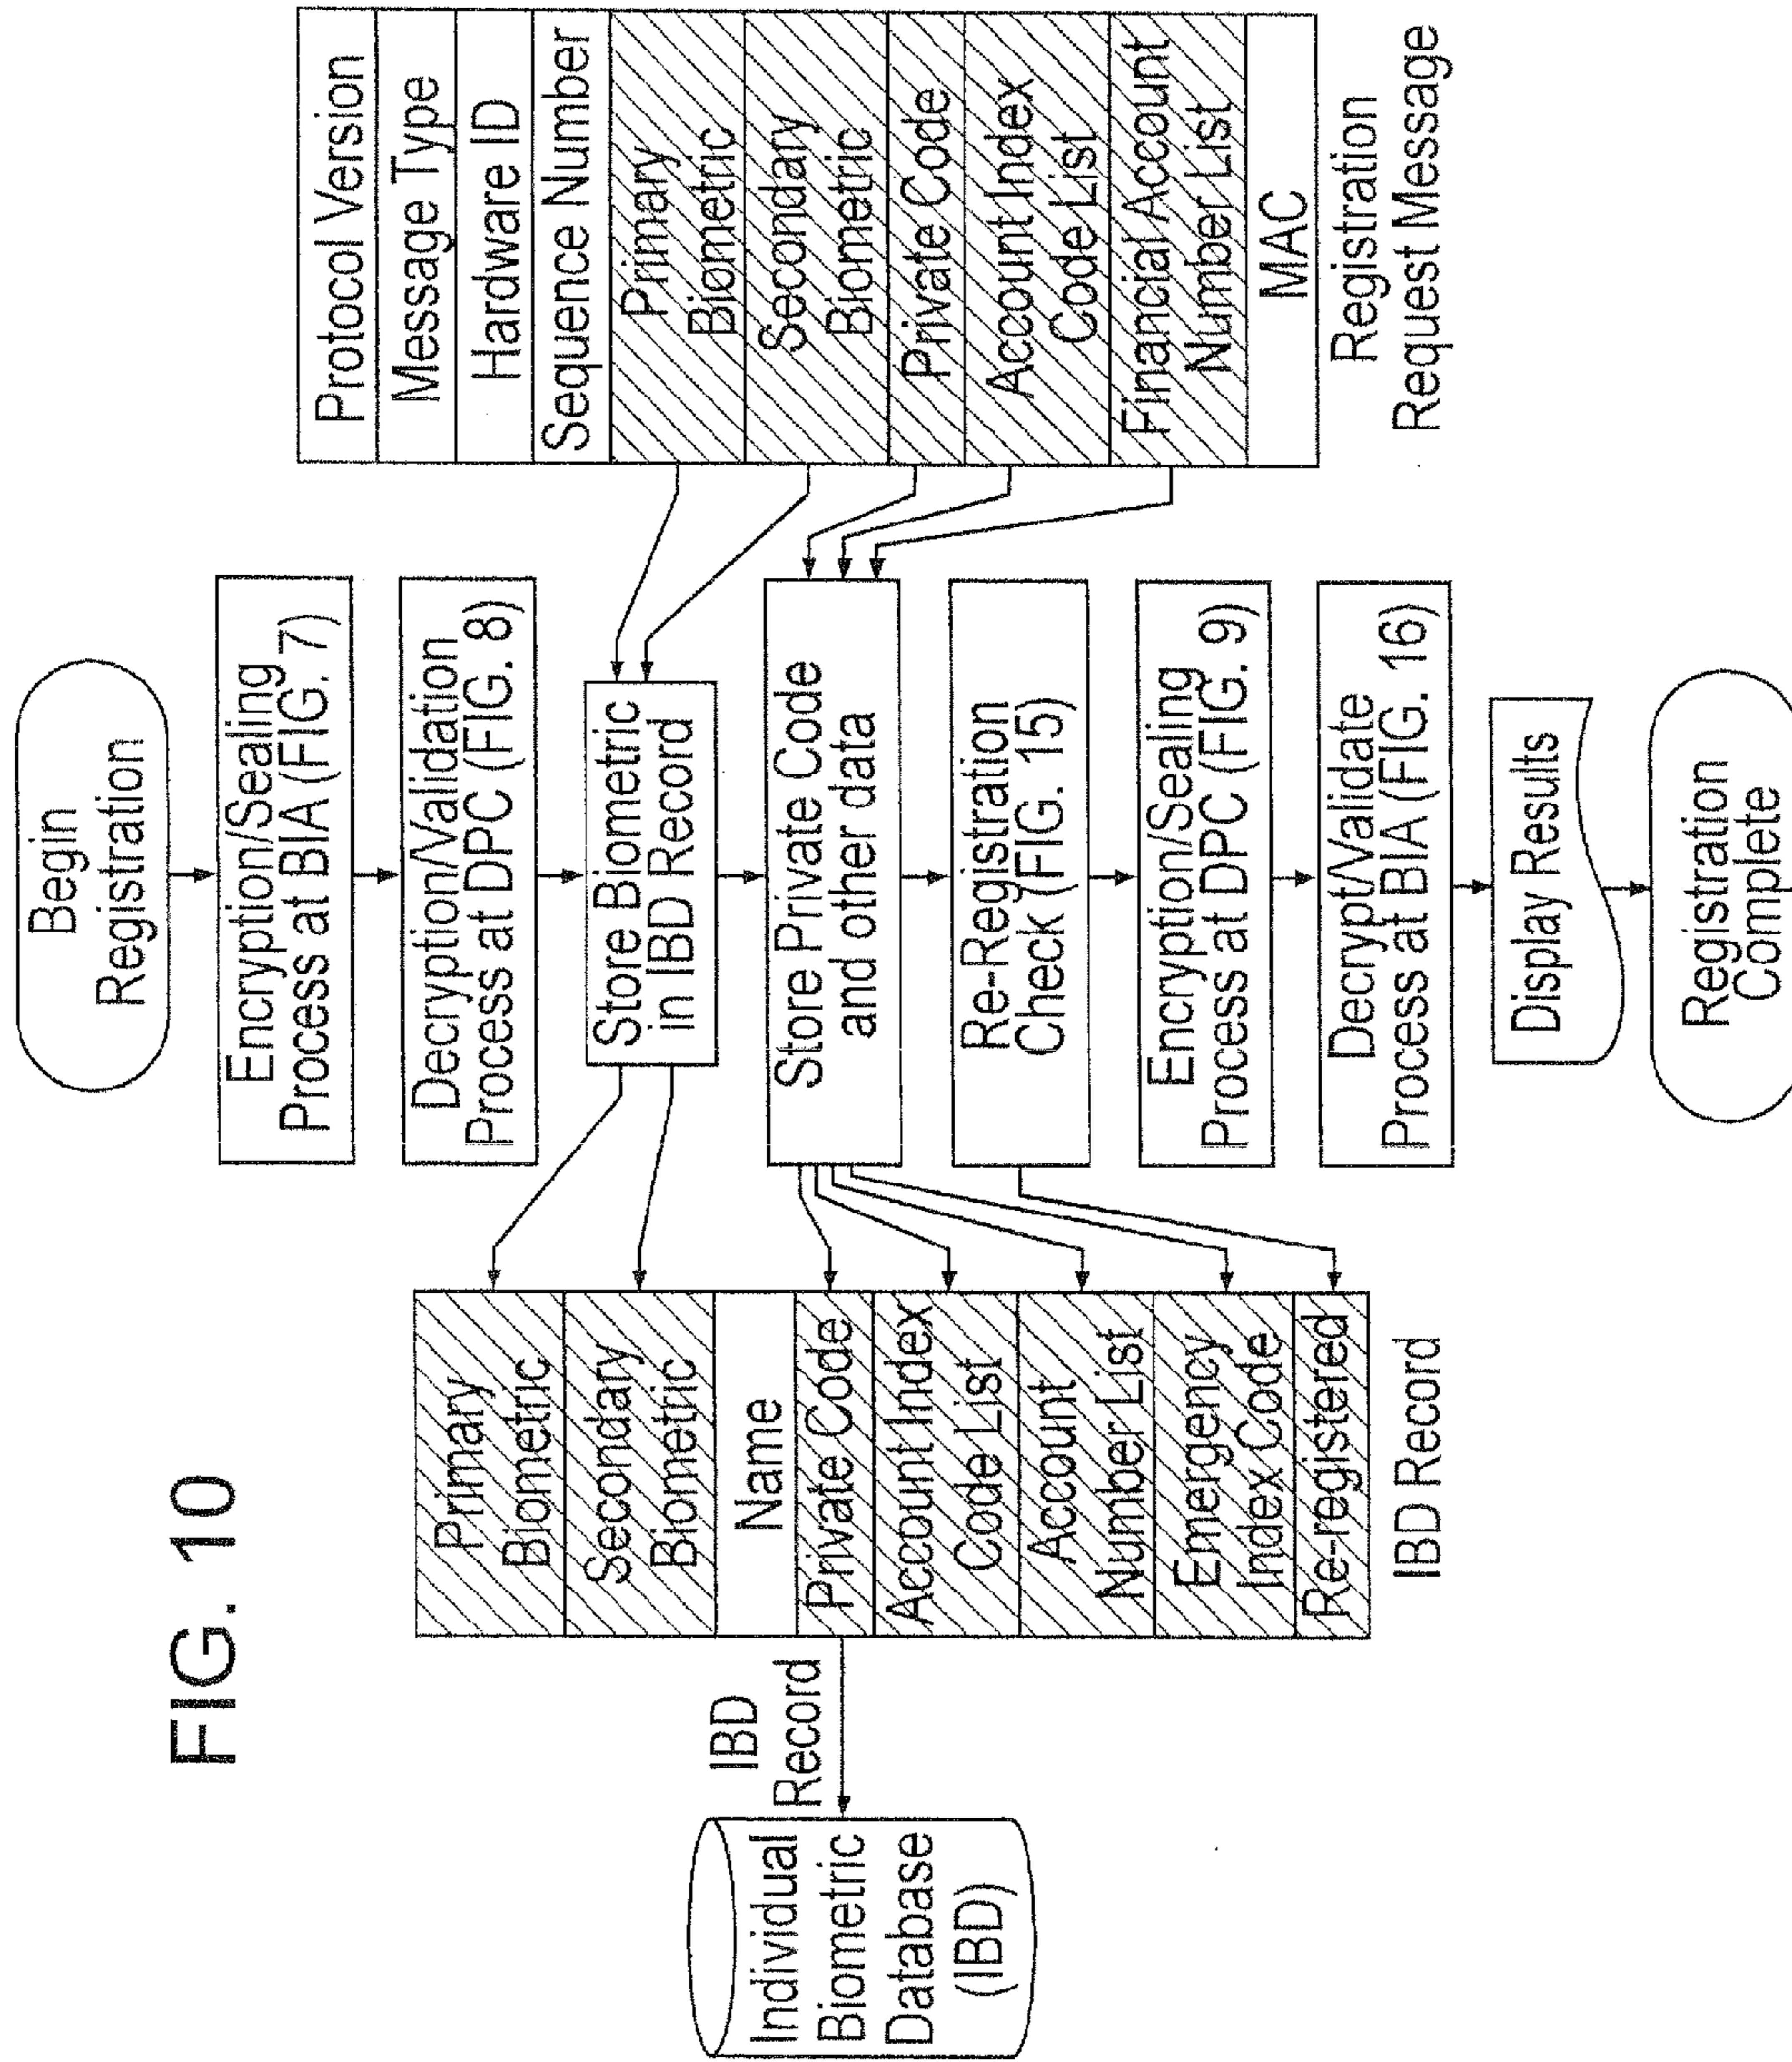 FIG. 10
Begin
Registration
Encryption/Sealing
Process at BIA (FIG. 7)
Decryption/Validation
Process at DPC (FIG. 8)
Store Biometric
in IBD Record
Store Private Code
and other data
Re-Registration
Check (FIG. 15)
Encryption/Sealing
Process at DPC (FIG. 9)
Decrypt/Validate
Process at BIA (FIG. 16)
Display Results
Registration
Complete
Protocol Version
Message Type
Hardware ID
Sequence Number
Primary
Biometric
Secondary
Biometric
Private Code
Account Index
Code List
Financial Account
Number List
MAC
Registration
Request Message
Primary
Biometric
Secondary
Biometric
Name
Private Code
Account Index
Code List
Account
Number List
Emergency
Index Code
Re-registered
IBD Record
IBD
Record
Individual
Biometric
Database
(IBD)